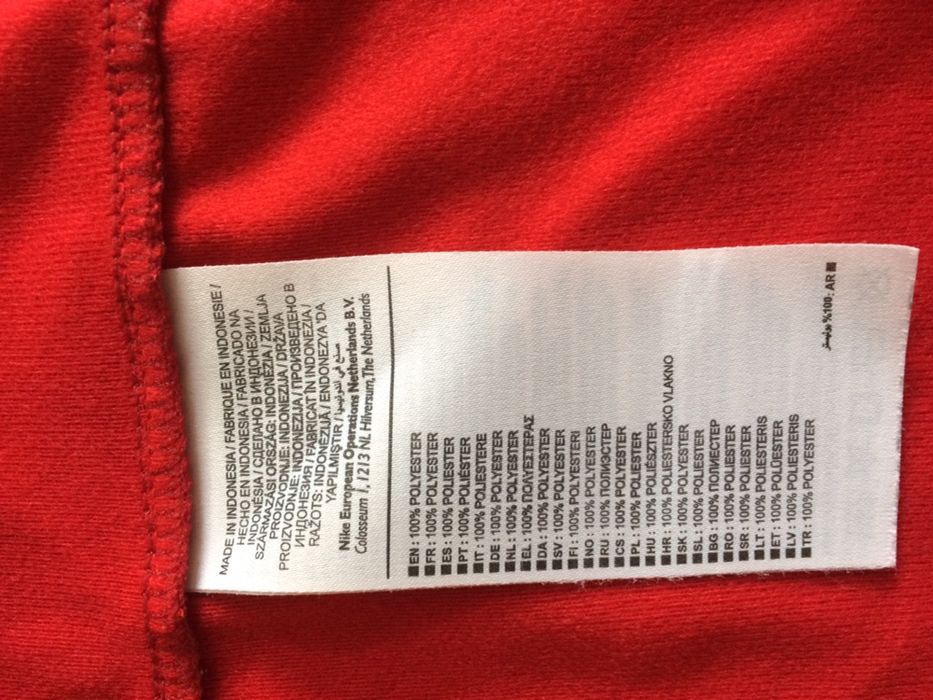 MADE IN INDONESIA / FABRIQUE EN INDONESIE /
HECHO EN INDONESIA / FABRICADO NA
INDONESIA / СДЕЛАНО В ИНДОНЕЗИИ /
SZÁRMAZÁSI ORSZÁG: INDONÉZIA / ZEMLJA
PROIZVODNJE: INDONEZIJA / DRŽAVA
PROIZVODNJE: INDONEZIJA / ПРОИЗВЕДЕНО В
ИНДОНЕЗИЯ / FABRICAT ÎN INDONEZIA /
RAŽOTS: INDONĒZIJĀ / ENDONEZYA 'DA
YAPILMIŞTIR / صنع في اندونيسيا /
Nike European Operations Netherlands B.V.
Colosseum 1, 1213 NL Hilversum, The Netherlands
■EN : 100% POLYESTER
■FR : 100% POLYESTER
■ES : 100% POLIESTER
■PT : 100% POLIESTER
■IT : 100% POLIESTERE
■DE : 100% POLYESTER
■NL : 100% POLYESTER
■EL : 100% ΠΟΛΥΕΣΤΕΡΑΣ
■DA : 100% POLYESTER
■SV : 100% POLYESTER
■FI : 100% POLYESTERI
■NO : 100% POLYESTER
■RU : 100% ПОЛИЭСТЕР
■CS : 100% POLYESTER
■PL : 100% POLIESTER
■HU : 100% POLIÉSZTER
■HR : 100% POLIESTERSKO VLAKNO
■SK : 100% POLYESTER
■SL : 100% POLIESTER
■BG : 100% ПОЛИЕСТЕР
■RO : 100% POLIESTER
■SR : 100% POLIESTER
■LT : 100% POLIESTERIS
■ET : 100% POLÜESTER
■LV : 100% POLIESTERIS
■TR : 100% POLYESTER
■ AR :%100 بوليستر